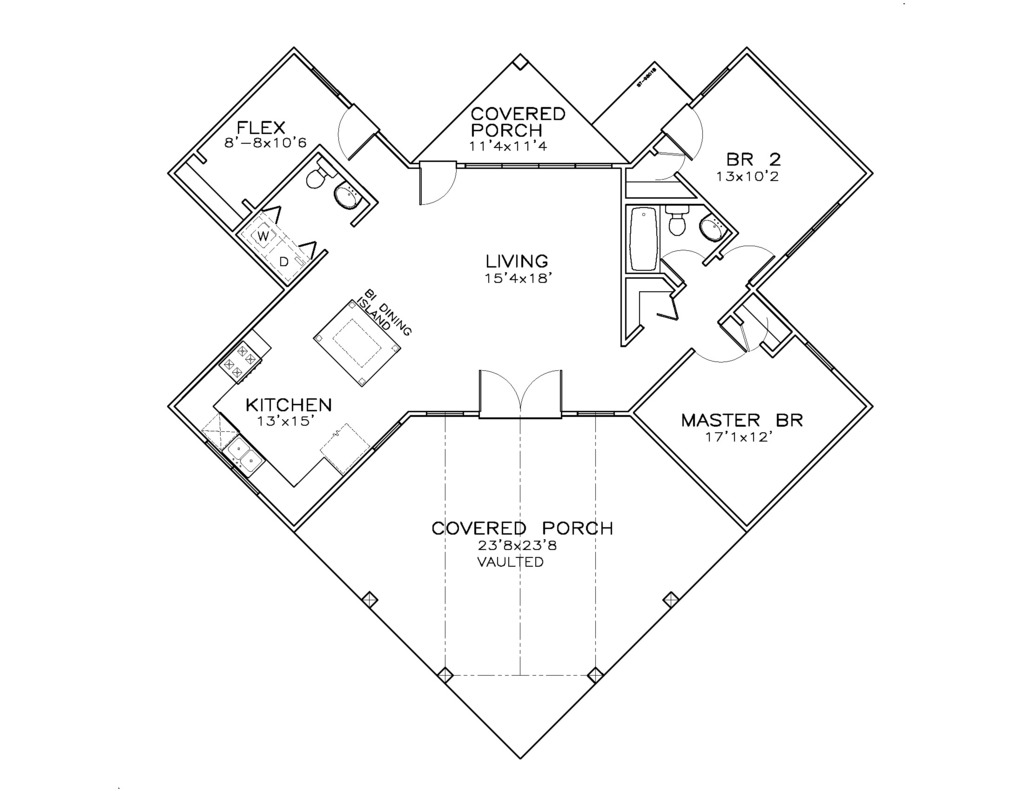 COVERED
PORCH
11'4x11'4
FLEX
8'-8x10'6
BR 2
13x10'2
W
D
LIVING
15'4x18'
BI DINING
ISLAND
KITCHEN
13'x15'
MASTER BR
17'1x12'
COVERED PORCH
23'8x23'8
VAULTED